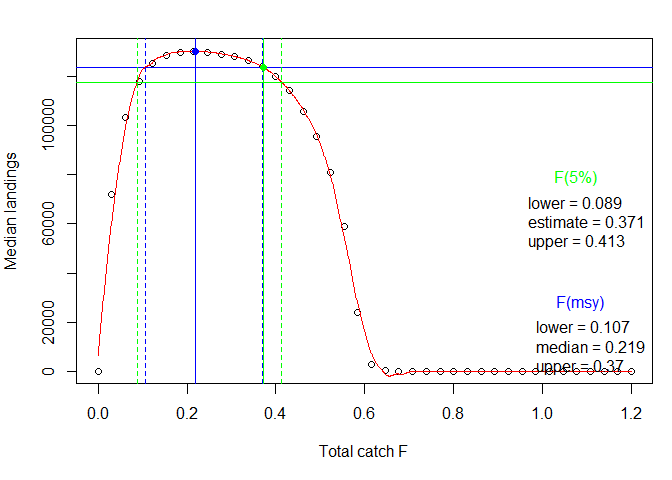 Median landings
100000
60000
20000
0
F(5%)
lower = 0.089
estimate = 0.371
upper = 0.413
F(msy)
lower = 0.107
median = 0.219
upper = 0.37
0.0 0.2 0.4 0.6 0.8 1.0 1.2
Total catch F